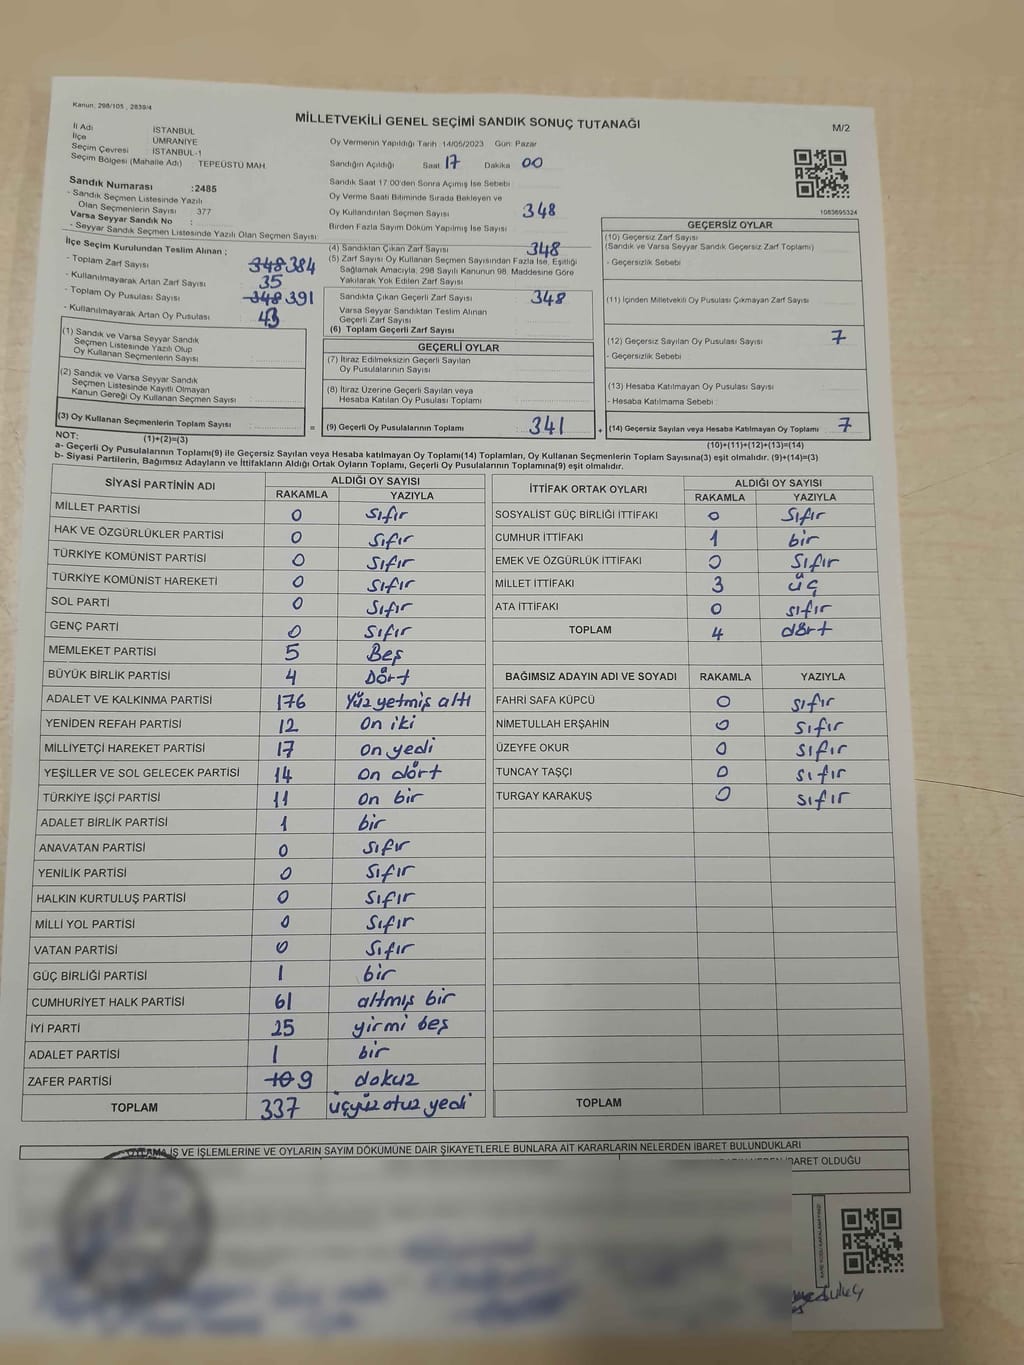 Kanun, 298/105 , 2839/4
MİLLETVEKİLİ GENEL SEÇİMİ SANDIK SONUÇ TUTANAĞI
M/2
İl Adı : İSTANBUL
İlçe : ÜMRANİYE
Seçim Çevresi : İSTANBUL-1
Seçim Bölgesi (Mahalle Adı) : TEPEÜSTÜ MAH.
Oy Vermenin Yapıldığı Tarih 14/05/2023 Gün: Pazar
Sandığın Açıldığı Saat 17 Dakika 00
Sandık Saat 17.00'den Sonra Açılmış İse Sebebi
Oy Verme Saati Bitiminde Sırada Bekleyen ve
Oy Kullandırılan Seçmen Sayısı 348
Birden Fazla Sayım Döküm Yapılmış İse Sayısı
1083695324
Sandık Numarası :2485
- Sandık Seçmen Listesinde Yazılı
Olan Seçmenlerin Sayısı : 377
Varsa Seyyar Sandık No :
- Seyyar Sandık Seçmen Listesinde Yazılı Olan Seçmen Sayısı:
İlçe Seçim Kurulundan Teslim Alınan ;
- Toplam Zarf Sayısı 348 384
- Kullanılmayarak Artan Zarf Sayısı 35
- Toplam Oy Pusulası Sayısı 348 391
- Kullanılmayarak Artan Oy Pusulası 43
(1) Sandık ve Varsa Seyyar Sandık
Seçmen Listesinde Yazılı Olup
Oy Kullanan Seçmenlerin Sayısı
(2) Sandık ve Varsa Seyyar Sandık
Seçmen Listesinde Kayıtlı Olmayan
Kanun Gereği Oy Kullanan Seçmen Sayısı
(3) Oy Kullanan Seçmenlerin Toplam Sayısı
(1)+(2)=(3)
(4) Sandıktan Çıkan Zarf Sayısı 348
(5) Zarf Sayısı Oy Kullanan Seçmen Sayısından Fazla İse, Eşitliği
Sağlamak Amacıyla; 298 Sayılı Kanunun 98. Maddesine Göre
Yakılarak Yok Edilen Zarf Sayısı
Sandıkta Çıkan Geçerli Zarf Sayısı 348
Varsa Seyyar Sandıktan Teslim Alınan
Geçerli Zarf Sayısı
(6) Toplam Geçerli Zarf Sayısı
GEÇERLİ OYLAR
(7) İtiraz Edilmeksizin Geçerli Sayılan
Oy Pusulalarının Sayısı
(8) İtiraz Üzerine Geçerli Sayılan veya
Hesaba Katılan Oy Pusulası Toplamı
= (9) Geçerli Oy Pusulalarının Toplamı 341 +
GEÇERSİZ OYLAR
(10) Geçersiz Zarf Sayısı
(Sandık ve Varsa Seyyar Sandık Geçersiz Zarf Toplamı)
- Geçersizlik Sebebi
(11) İçinden Milletvekili Oy Pusulası Çıkmayan Zarf Sayısı
(12) Geçersiz Sayılan Oy Pusulası Sayısı 7
- Geçersizlik Sebebi
(13) Hesaba Katılmayan Oy Pusulası Sayısı
- Hesaba Katılmama Sebebi :
(14) Geçersiz Sayılan veya Hesaba Katılmayan Oy Toplamı 7
(10)+(11)+(12)+(13)=(14)
NOT:
a- Geçerli Oy Pusulalarının Toplamı(9) ile Geçersiz Sayılan veya Hesaba katılmayan Oy Toplamı(14) Toplamları, Oy Kullanan Seçmenlerin Toplam Sayısına(3) eşit olmalıdır. (9)+(14)=(3)
b- Siyasi Partilerin, Bağımsız Adayların ve İttifakların Aldığı Ortak Oyların Toplamı, Geçerli Oy Pusulalarının Toplamına(9) eşit olmalıdır.
SİYASİ PARTİNİN ADI ALDIĞI OY SAYISI
RAKAMLA YAZIYLA
MİLLET PARTİSİ 0 sıfır
HAK VE ÖZGÜRLÜKLER PARTİSİ 0 sıfır
TÜRKİYE KOMÜNİST PARTİSİ 0 sıfır
TÜRKİYE KOMÜNİST HAREKETİ 0 sıfır
SOL PARTİ 0 sıfır
GENÇ PARTİ 0 sıfır
MEMLEKET PARTİSİ 5 Beş
BÜYÜK BİRLİK PARTİSİ 4 Dört
ADALET VE KALKINMA PARTİSİ 176 Yüz yetmiş altı
YENİDEN REFAH PARTİSİ 12 On iki
MİLLİYETÇİ HAREKET PARTİSİ 17 on yedi
YEŞİLLER VE SOL GELECEK PARTİSİ 14 On dört
TÜRKİYE İŞÇİ PARTİSİ 11 On bir
ADALET BİRLİK PARTİSİ 1 bir
ANAVATAN PARTİSİ 0 sıfır
YENİLİK PARTİSİ 0 sıfır
HALKIN KURTULUŞ PARTİSİ 0 sıfır
MİLLİ YOL PARTİSİ 0 sıfır
VATAN PARTİSİ 0 sıfır
GÜÇ BİRLİĞİ PARTİSİ 1 bir
CUMHURİYET HALK PARTİSİ 61 altmış bir
İYİ PARTİ 25 yirmi beş
ADALET PARTİSİ 1 bir
ZAFER PARTİSİ 10 9 dokuz
TOPLAM 337 üçyüz otuz yedi
İTTİFAK ORTAK OYLARI ALDIĞI OY SAYISI
RAKAMLA YAZIYLA
SOSYALİST GÜÇ BİRLİĞİ İTTİFAKI 0 sıfır
CUMHUR İTTİFAKI 1 bir
EMEK VE ÖZGÜRLÜK İTTİFAKI 0 sıfır
MİLLET İTTİFAKI 3 üç
ATA İTTİFAKI 0 sıfır
TOPLAM 4 dört
BAĞIMSIZ ADAYIN ADI VE SOYADI RAKAMLA YAZIYLA
FAHRİ SAFA KÜPCÜ 0 sıfır
NİMETULLAH ERŞAHİN 0 sıfır
ÜZEYFE OKUR 0 sıfır
TUNCAY TAŞÇI 0 sıfır
TURGAY KARAKUŞ 0 sıfır
TOPLAM
OYLAMA İŞ VE İŞLEMLERİNE VE OYLARIN SAYIM DÖKÜMÜNE DAİR ŞİKAYETLERLE BUNLARA AİT KARARLARIN NELERDEN İBARET BULUNDUKLARI
İBARET OLDUĞU